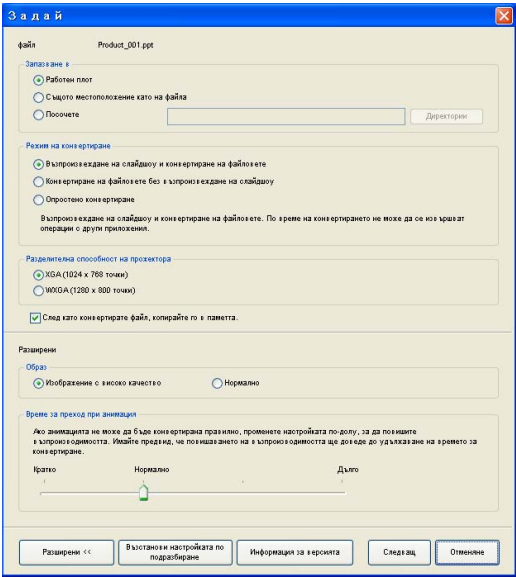 Задай
файл Product_001.ppt
Запазване в
Работен плот
Същото местоположение като на файла
Посочете
Директории
Режим на конвертиране
Възпроизвеждане на слайдшоу и конвертиране на файловете
Конвертиране на файловете без възпроизвеждане на слайдшоу
Опростено конвертиране
Възпроизвеждане на слайдшоу и конвертиране на файловете. По време на конвертирането не може да се извършват
операции с други приложения.
Разделителна способност на прожектора
XGA (1024 x 768 точки)
WXGA (1280 x 800 точки)
След като конвертирате файл, копирайте го в паметта.
Разширени
Образ
Изображение с високо качество Нормално
Време за преход при анимация
Ако анимацията не може да бъде конвертирана правилно, променете настройката по-долу, за да повишите
възпроизводимостта. Имайте предвид, че повишаването на възпроизводимостта ще доведе до удължаване на времето за
конвертиране.
Кратко Нормално Дълго
Разширени << Възстанови настройката по Информация за версията Следващ Отменяне
подразбиране